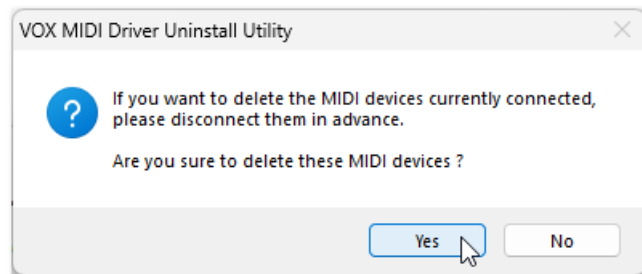 VOX MIDI Driver Uninstall Utility
If you want to delete the MIDI devices currently connected,
please disconnect them in advance.
Are you sure to delete these MIDI devices ?
Yes
No